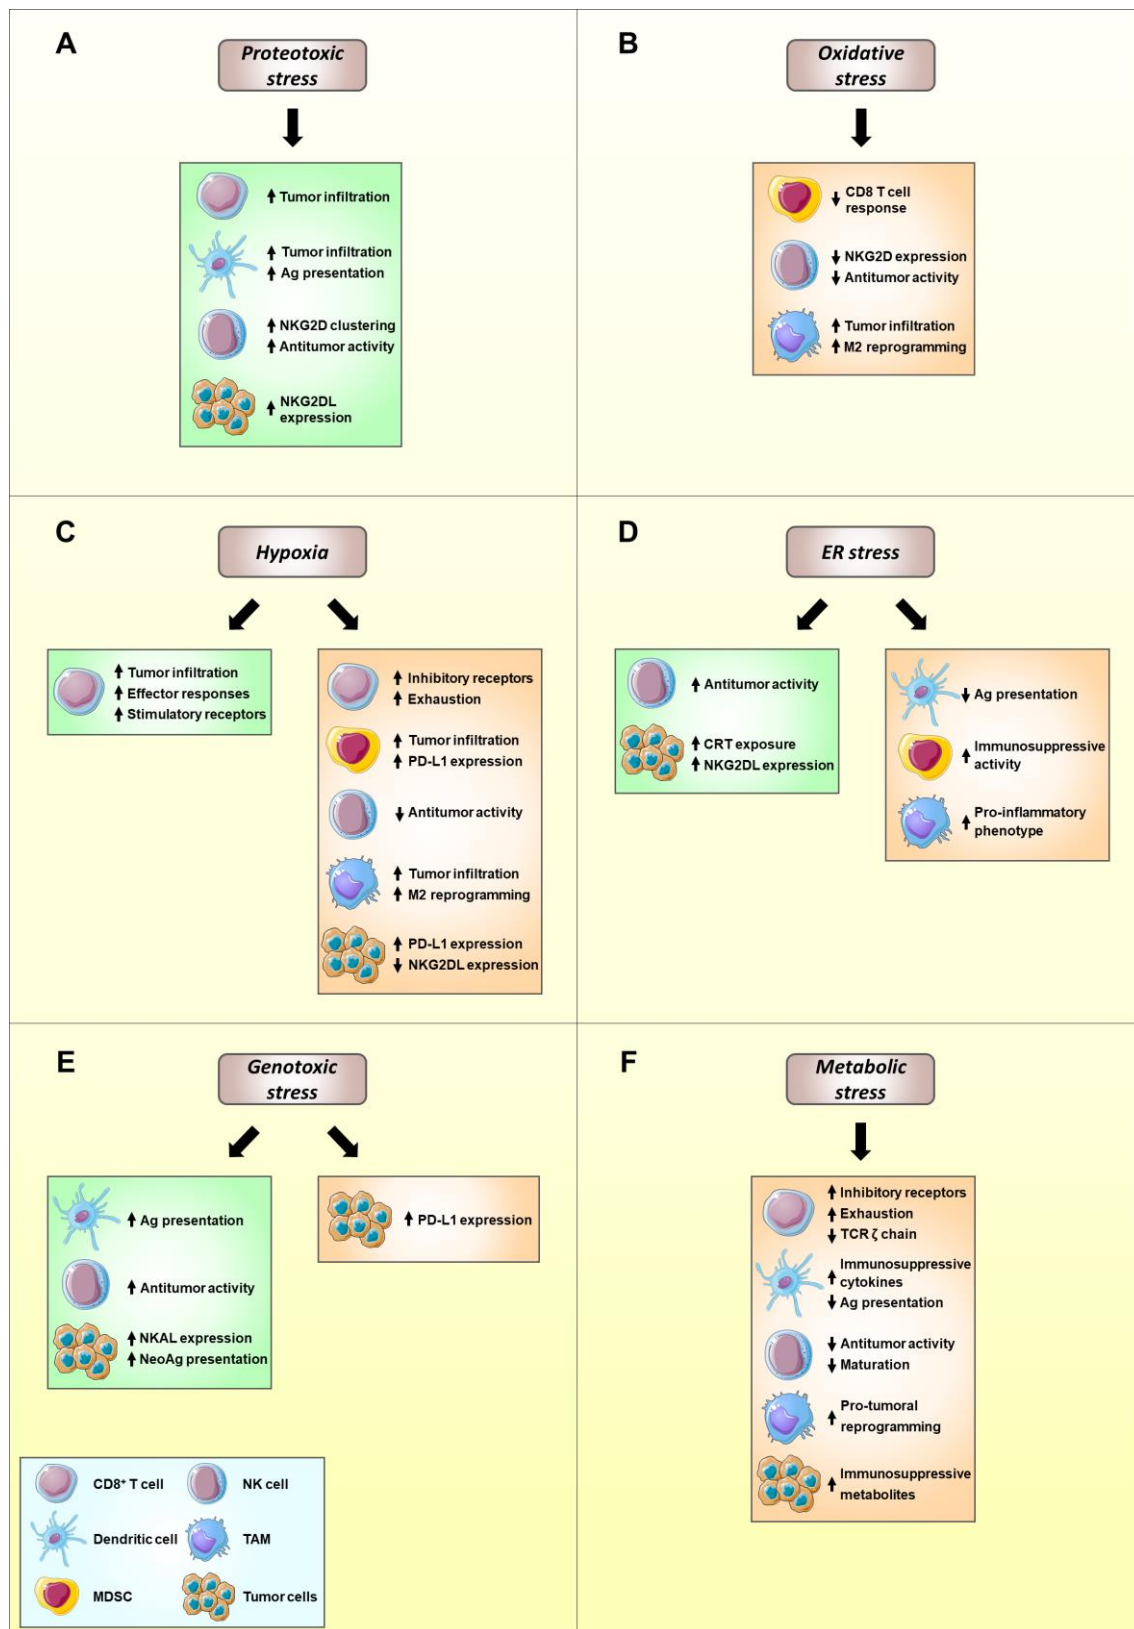 A
Proteotoxic
stress
Tumor infiltration
Tumor infiltration
Ag presentation
NKG2D clustering
Antitumor activity
NKG2DL
expression
B
Oxidative
stress
CD8 T cell
response
NKG2D expression
Antitumor activity
Tumor infiltration
M2 reprogramming
C
Hypoxia
Tumor infiltration
Effector responses
Stimulatory receptors
Inhibitory receptors
Exhaustion
Tumor infiltration
PD-L1 expression
Antitumor activity
Tumor infiltration
M2 reprogramming
PD-L1 expression
NKG2DL expression
D
ER stress
Antitumor activity
CRT exposure
NKG2DL expression
Ag presentation
Immunosuppressive
activity
Pro-inflammatory
phenotype
E
Genotoxic
stress
Ag presentation
Antitumor activity
NKAL expression
NeoAg presentation
PD-L1 expression
F
Metabolic
stress
Inhibitory receptors
Exhaustion
TCR ζ chain
Immunosuppressive
cytokines
Ag presentation
Antitumor activity
Maturation
Pro-tumoral
reprogramming
Immunosuppressive
metabolites
CD8⁺ T cell
NK cell
Dendritic cell
TAM
MDSC
Tumor cells